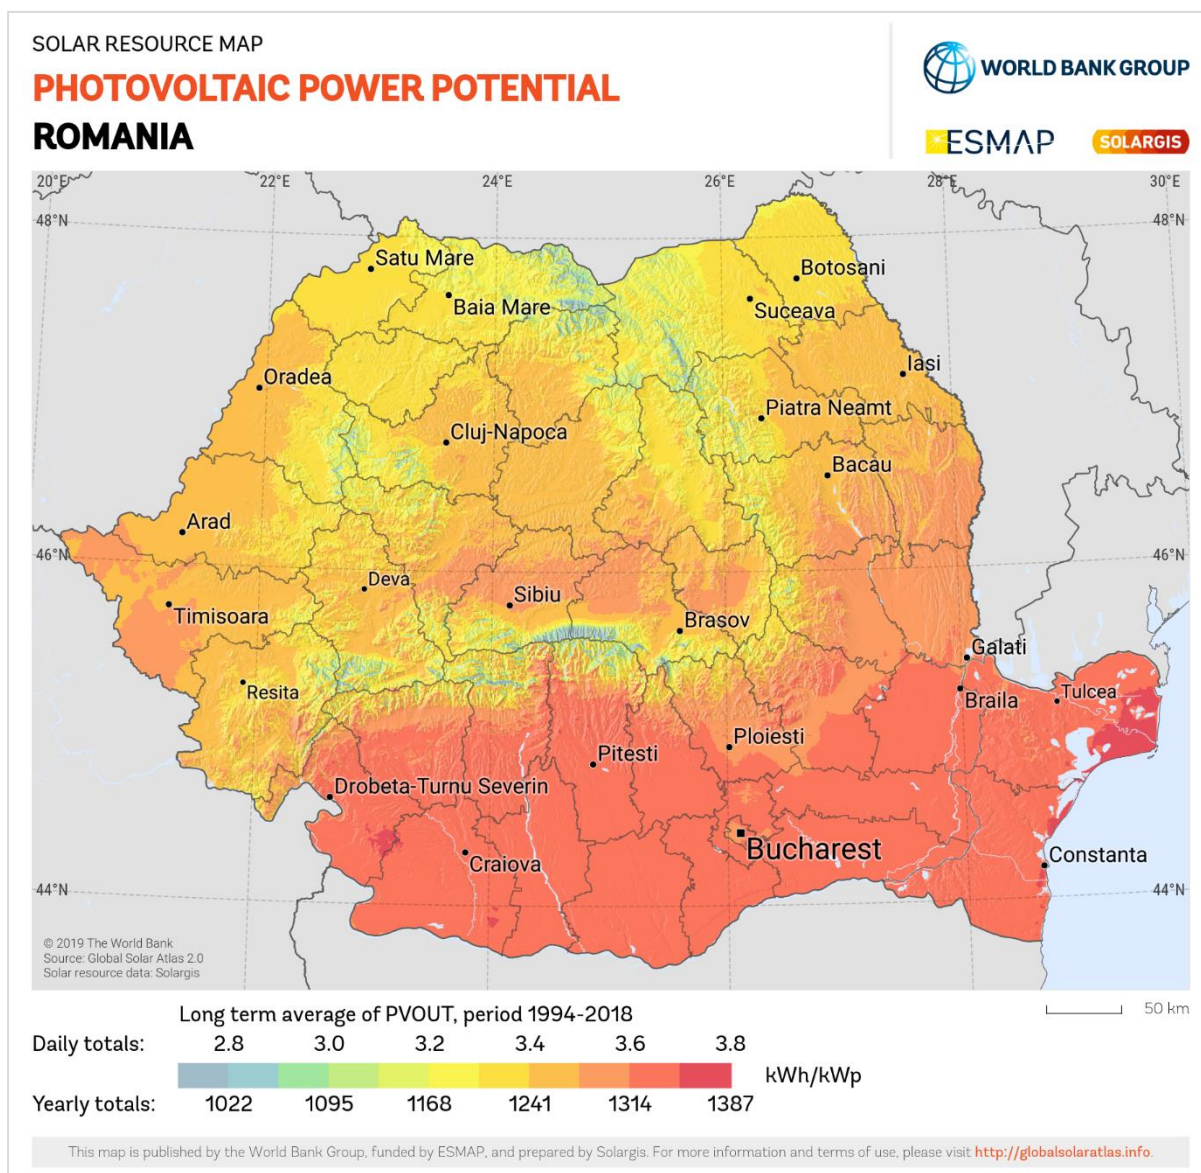 SOLAR RESOURCE MAP
PHOTOVOLTAIC POWER POTENTIAL
ROMANIA
WORLD BANK GROUP
ESMAP
SOLARGIS
20°E 22°E 24°E 26°E 28°E 30°E
48°N 48°N
Satu Mare
Botosani
Baia Mare
Suceava
Oradea
Iasi
Piatra Neamt
Cluj-Napoca
Bacau
Arad
46°N 46°N
Deva
Sibiu
Timisoara
Brasov
Galati
Resita
Tulcea
Braila
Ploiesti
Pitesti
Drobeta-Turnu Severin
Bucharest
Constanta
Craiova
44°N 44°N
© 2019 The World Bank
Source: Global Solar Atlas 2.0
Solar resource data: Solargis
Long term average of PVOUT, period 1994-2018
50 km
Daily totals: 2.8 3.0 3.2 3.4 3.6 3.8
kWh/kWp
Yearly totals: 1022 1095 1168 1241 1314 1387
This map is published by the World Bank Group, funded by ESMAP, and prepared by Solargis. For more information and terms of use, please visit http://globalsolaratlas.info.